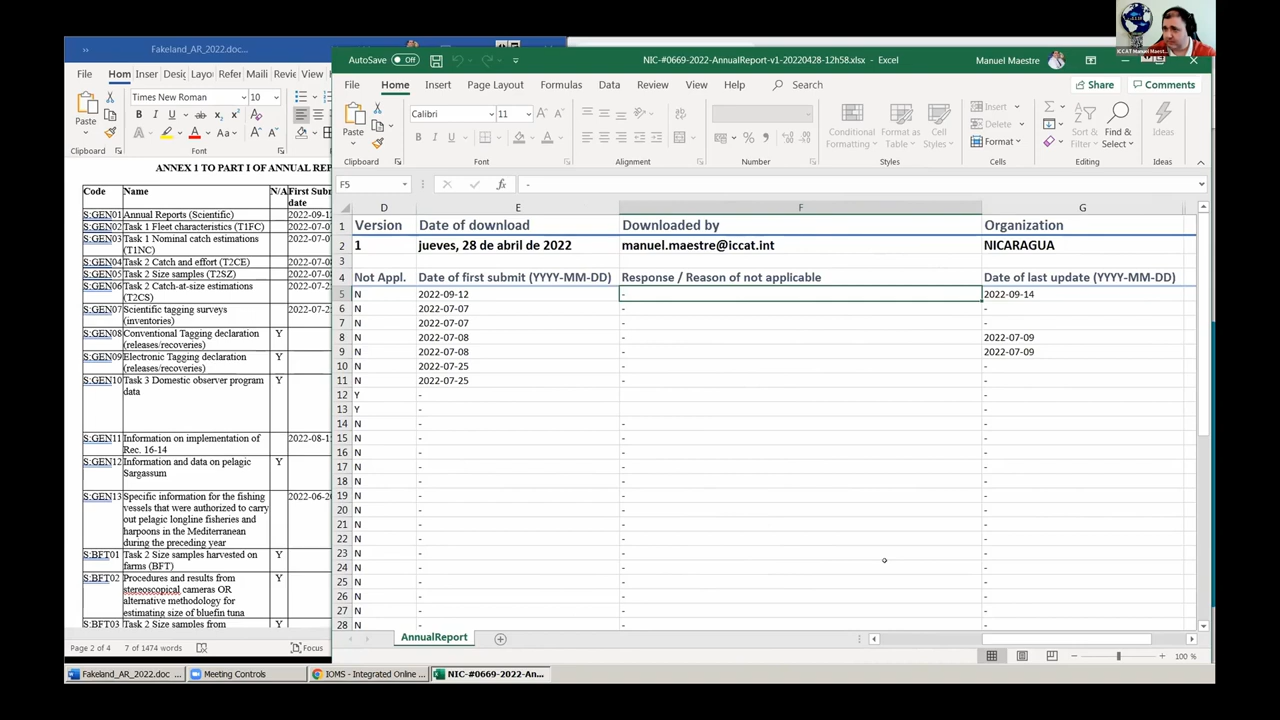 Fakeland_AR_2022.doc...
File Hom Inser Desig Layou Refer Maili Review View
Paste
Clipboard
Times New Roman 10
B I U
Font
ANNEX 1 TO PART I OF ANNUAL REP
Code Name N/A First Subm
date
S:GEN01 Annual Reports (Scientific) 2022-09-12
S:GEN02 Task 1 Fleet characteristics (T1FC) 2022-07-0
S:GEN03 Task 1 Nominal catch estimations 2022-07-0
(T1NC)
S:GEN04 Task 2 Catch and effort (T2CE) 2022-07-08
S:GEN05 Task 2 Size samples (T2SZ) 2022-07-08
S:GEN06 Task 2 Catch-at-size estimations 2022-07-2
(T2CS)
S:GEN07 Scientific tagging surveys 2022-07-2
(inventories)
S:GEN08 Conventional Tagging declaration Y
(releases/recoveries)
S:GEN09 Electronic Tagging declaration Y
(releases/recoveries)
S:GEN10 Task 3 Domestic observer program Y
data
S:GEN11 Information on implementation of 2022-08-1
Rec. 16-14
S:GEN12 Information and data on pelagic Y
Sargassum
S:GEN13 Specific information for the fishing 2022-06-20
vessels that were authorized to carry
out pelagic longline fisheries and
harpoons in the Mediterranean
during the preceding year
S:BFT01 Task 2 Size samples harvested on Y
farms (BFT)
S:BFT02 Procedures and results from Y
stereoscopical cameras OR
alternative methodology for
estimating size of bluefin tuna
S:BFT03 Task 2 Size samples from
Page 2 of 4 7 of 1474 words Focus
AutoSave Off NIC-#0669-2022-AnnualReport-v1-20220428-12h58.xlsx - Excel Manuel Maestre
File Home Insert Page Layout Formulas Data Review View Help Search Share Comments
Paste
Clipboard
Calibri 11
B I U
Font
Alignment
Number
Conditional Formatting
Format as Table
Cell Styles
Styles
Insert
Delete
Format
Cells
Sort & Filter
Find & Select
Editing
Ideas
Ideas
F5 fx -
D E F G
1 Version Date of download Downloaded by Organization
2 1 jueves, 28 de abril de 2022 manuel.maestre@iccat.int NICARAGUA
3
4 Not Appl. Date of first submit (YYYY-MM-DD) Response / Reason of not applicable Date of last update (YYYY-MM-DD)
5 N 2022-09-12 - 2022-09-14
6 N 2022-07-07 - -
7 N 2022-07-07 - -
8 N 2022-07-08 - 2022-07-09
9 N 2022-07-08 - 2022-07-09
10 N 2022-07-25 - -
11 N 2022-07-25 - -
12 Y - -
13 Y - -
14 N - - -
15 N - - -
16 N - - -
17 N - - -
18 N - - -
19 N - - -
20 N - - -
21 N - - -
22 N - - -
23 N - - -
24 N - - -
25 N - - -
26 N - - -
27 N - - -
28 N - - -
AnnualReport
100 %
Fakeland_AR_2022.doc ... Meeting Controls IOMS - Integrated Online ... NIC-#0669-2022-An...
ICCAT Manuel Maest...